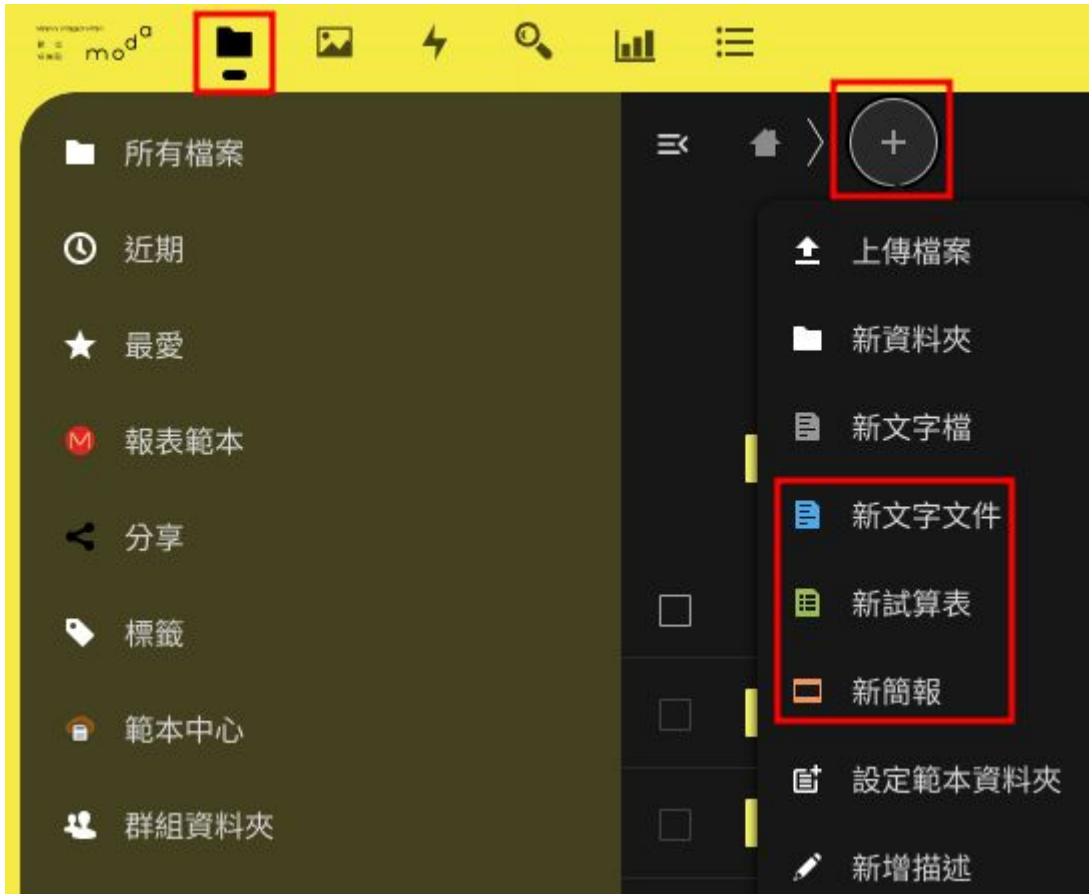 moda
所有檔案
近期
最愛
報表範本
分享
標籤
範本中心
群組資料夾
上傳檔案
新資料夾
新文字檔
新文字文件
新試算表
新簡報
設定範本資料夾
新增描述